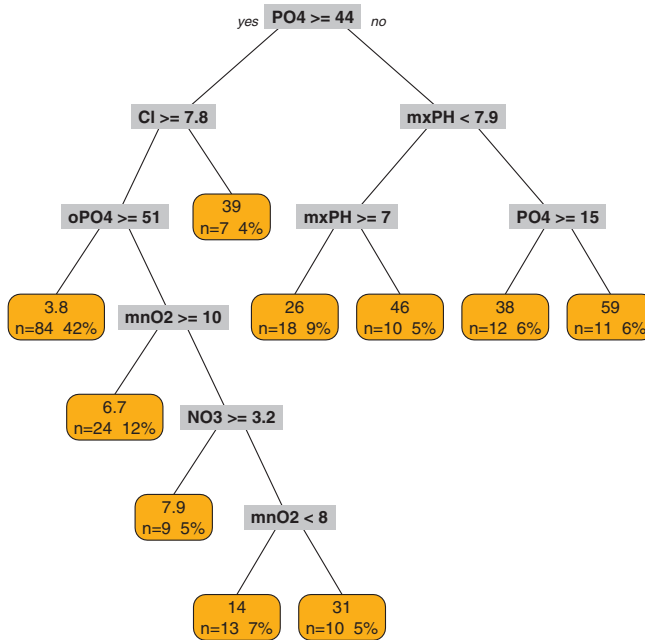 yes PO4 >= 44 no
Cl >= 7.8 mxPH < 7.9
oPO4 >= 51
39
n=7 4%
mxPH >= 7 PO4 >= 15
3.8
n=84 42%
mnO2 >= 10
26
n=18 9%
46
n=10 5%
38
n=12 6%
59
n=11 6%
6.7
n=24 12%
NO3 >= 3.2
7.9
n=9 5%
mnO2 < 8
14
n=13 7%
31
n=10 5%